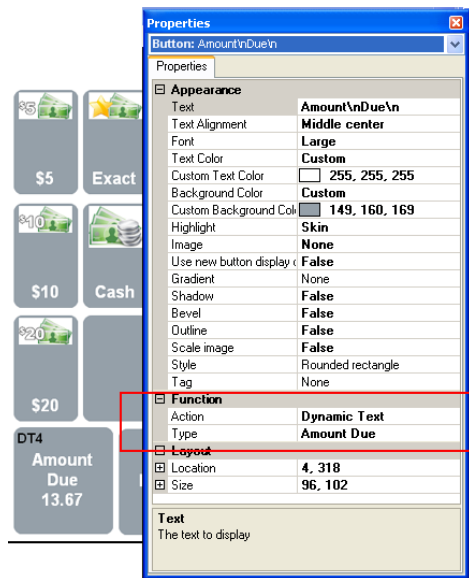 Properties
Button: Amount\nDue\n
Properties
Appearance
Text Amount\nDue\n
Text Alignment Middle center
Font Large
Text Color Custom
Custom Text Color 255, 255, 255
Background Color Custom
Custom Background Col 149, 160, 169
Highlight Skin
Image None
Use new button display False
Gradient None
Shadow False
Bevel False
Outline False
Scale image False
Style Rounded rectangle
Tag None
Function
Action Dynamic Text
Type Amount Due
Layout
Location 4, 318
Size 96, 102
Text
The text to display
$5
$5
Exact
$10
$10
Cash
$20
$20
DT4
Amount
Due
13.67